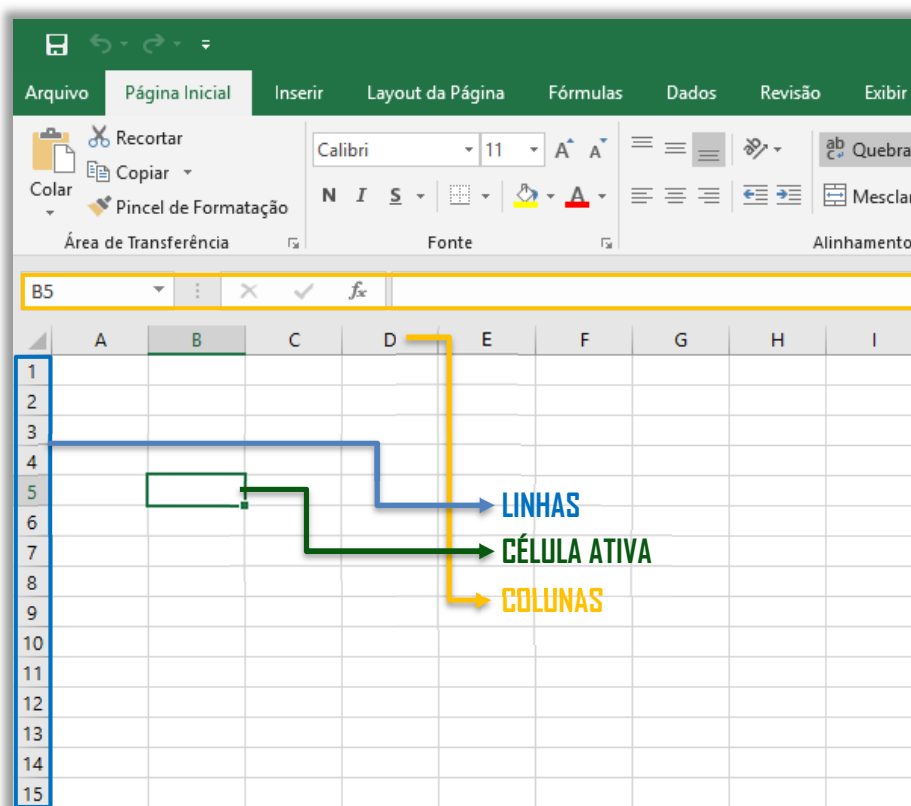 Arquivo Página Inicial Inserir Layout da Página Fórmulas Dados Revisão Exibir
Recortar
Copiar
Pincel de Formatação
Colar
Área de Transferência
Calibri 11 A A
N I S A
Fonte
ab Quebra
Mesclar
Alinhamento
B5 fx
A B C D E F G H I
1
2
3
4
5
6
7
8
9
10
11
12
13
14
15
LINHAS
CÉLULA ATIVA
COLUNAS